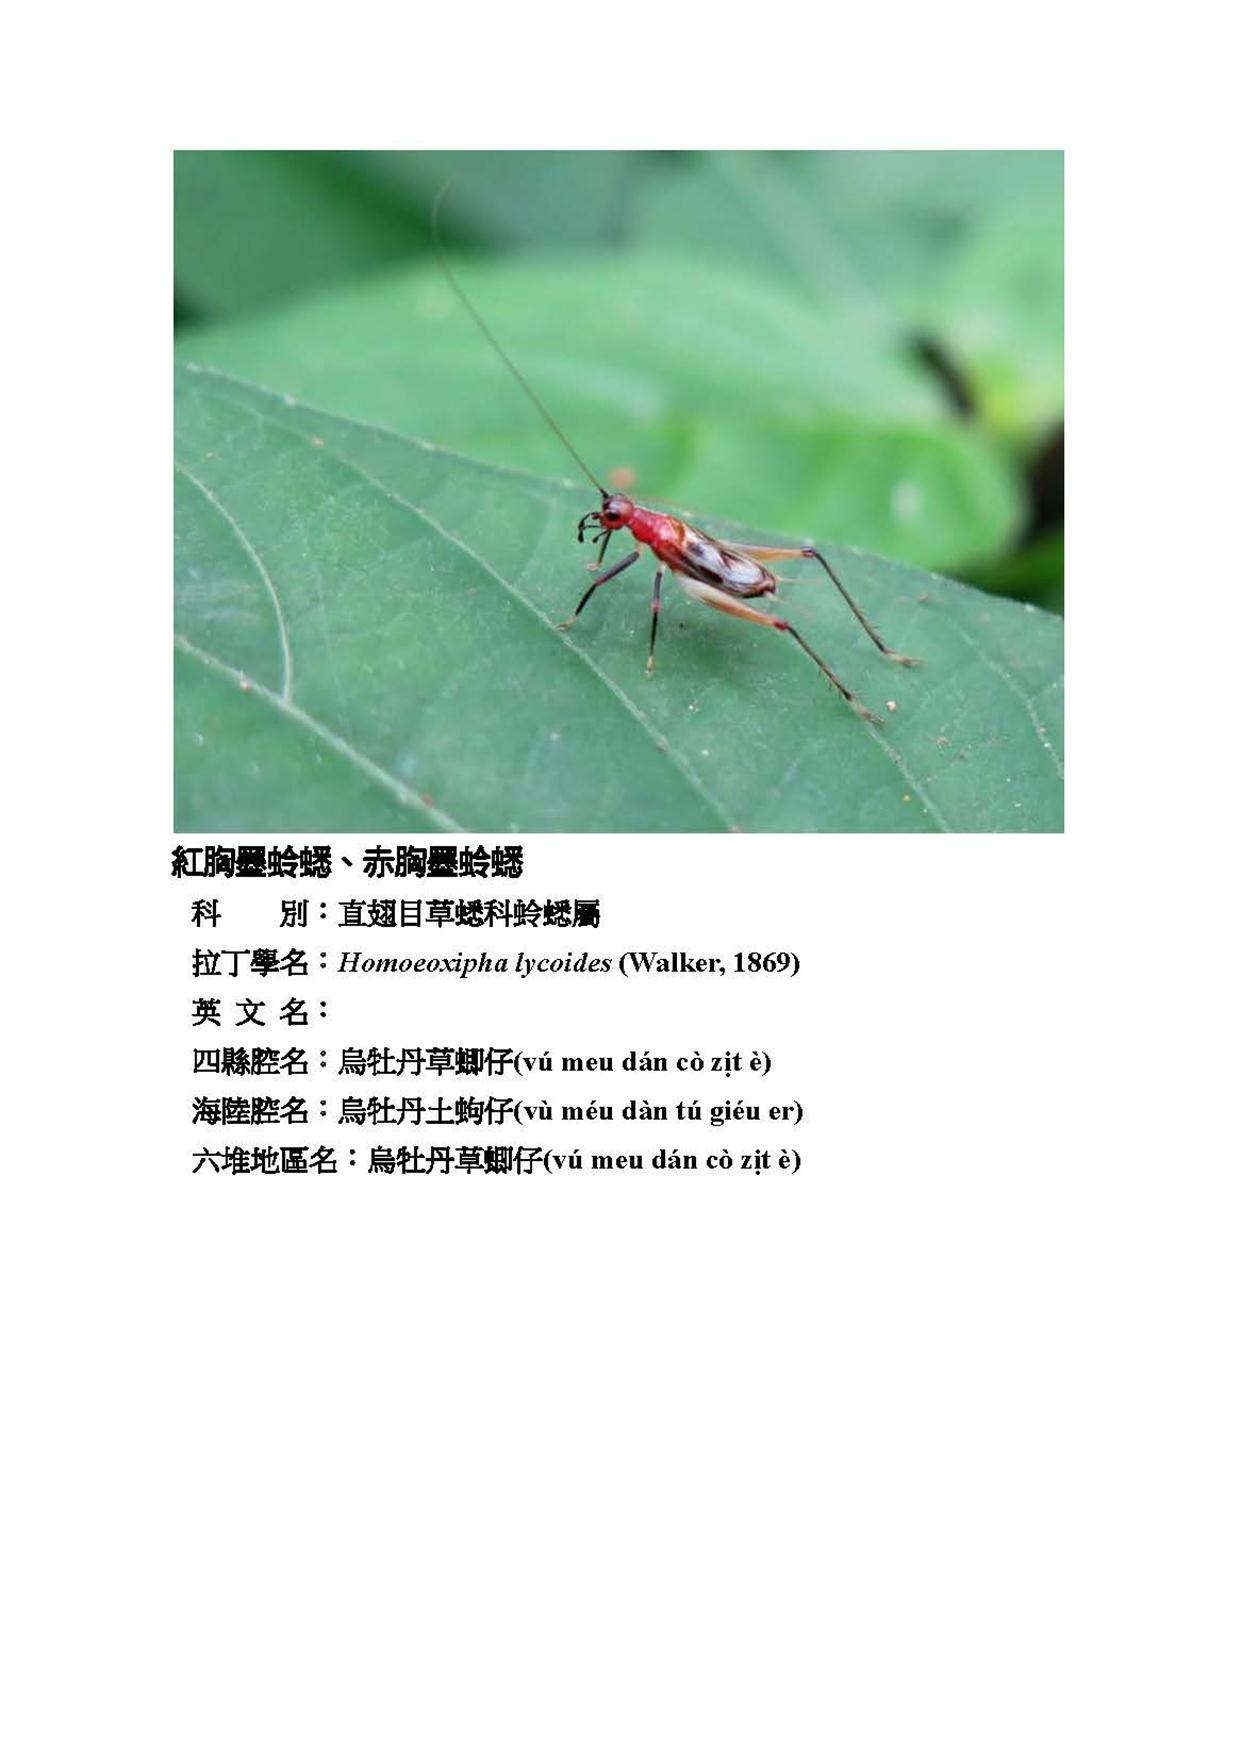 紅胸墨蛉蟋、赤胸墨蛉蟋
科　　別：直翅目草蟋科蛉蟋屬
拉丁學名：Homoeoxipha lycoides (Walker, 1869)
英 文 名：
四縣腔名：烏牡丹草蝍仔(vú meu dán cò zi̍t è)
海陸腔名：烏牡丹土蚼仔(vù méu dàn tú giéu er)
六堆地區名：烏牡丹草蝍仔(vú meu dán cò zi̍t è)